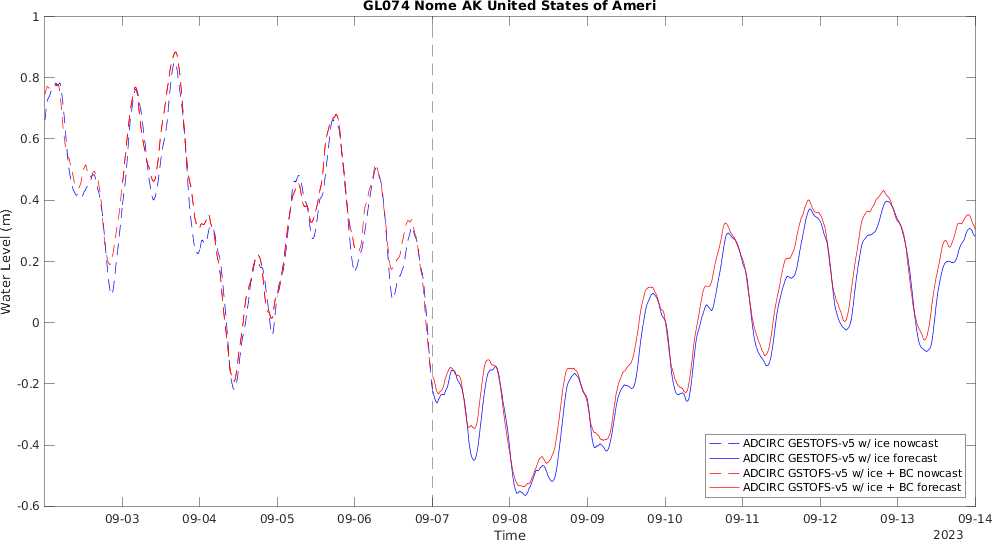 GL074 Nome AK United States of Ameri
1
0.8
0.6
0.4
0.2
0
-0.2
-0.4
-0.6
Water Level (m)
ADCIRC GESTOFS-v5 w/ ice nowcast
ADCIRC GESTOFS-v5 w/ ice forecast
ADCIRC GSTOFS-v5 w/ ice + BC nowcast
ADCIRC GSTOFS-v5 w/ ice + BC forecast
09-03 09-04 09-05 09-06 09-07 09-08 09-09 09-10 09-11 09-12 09-13 09-14
Time
2023